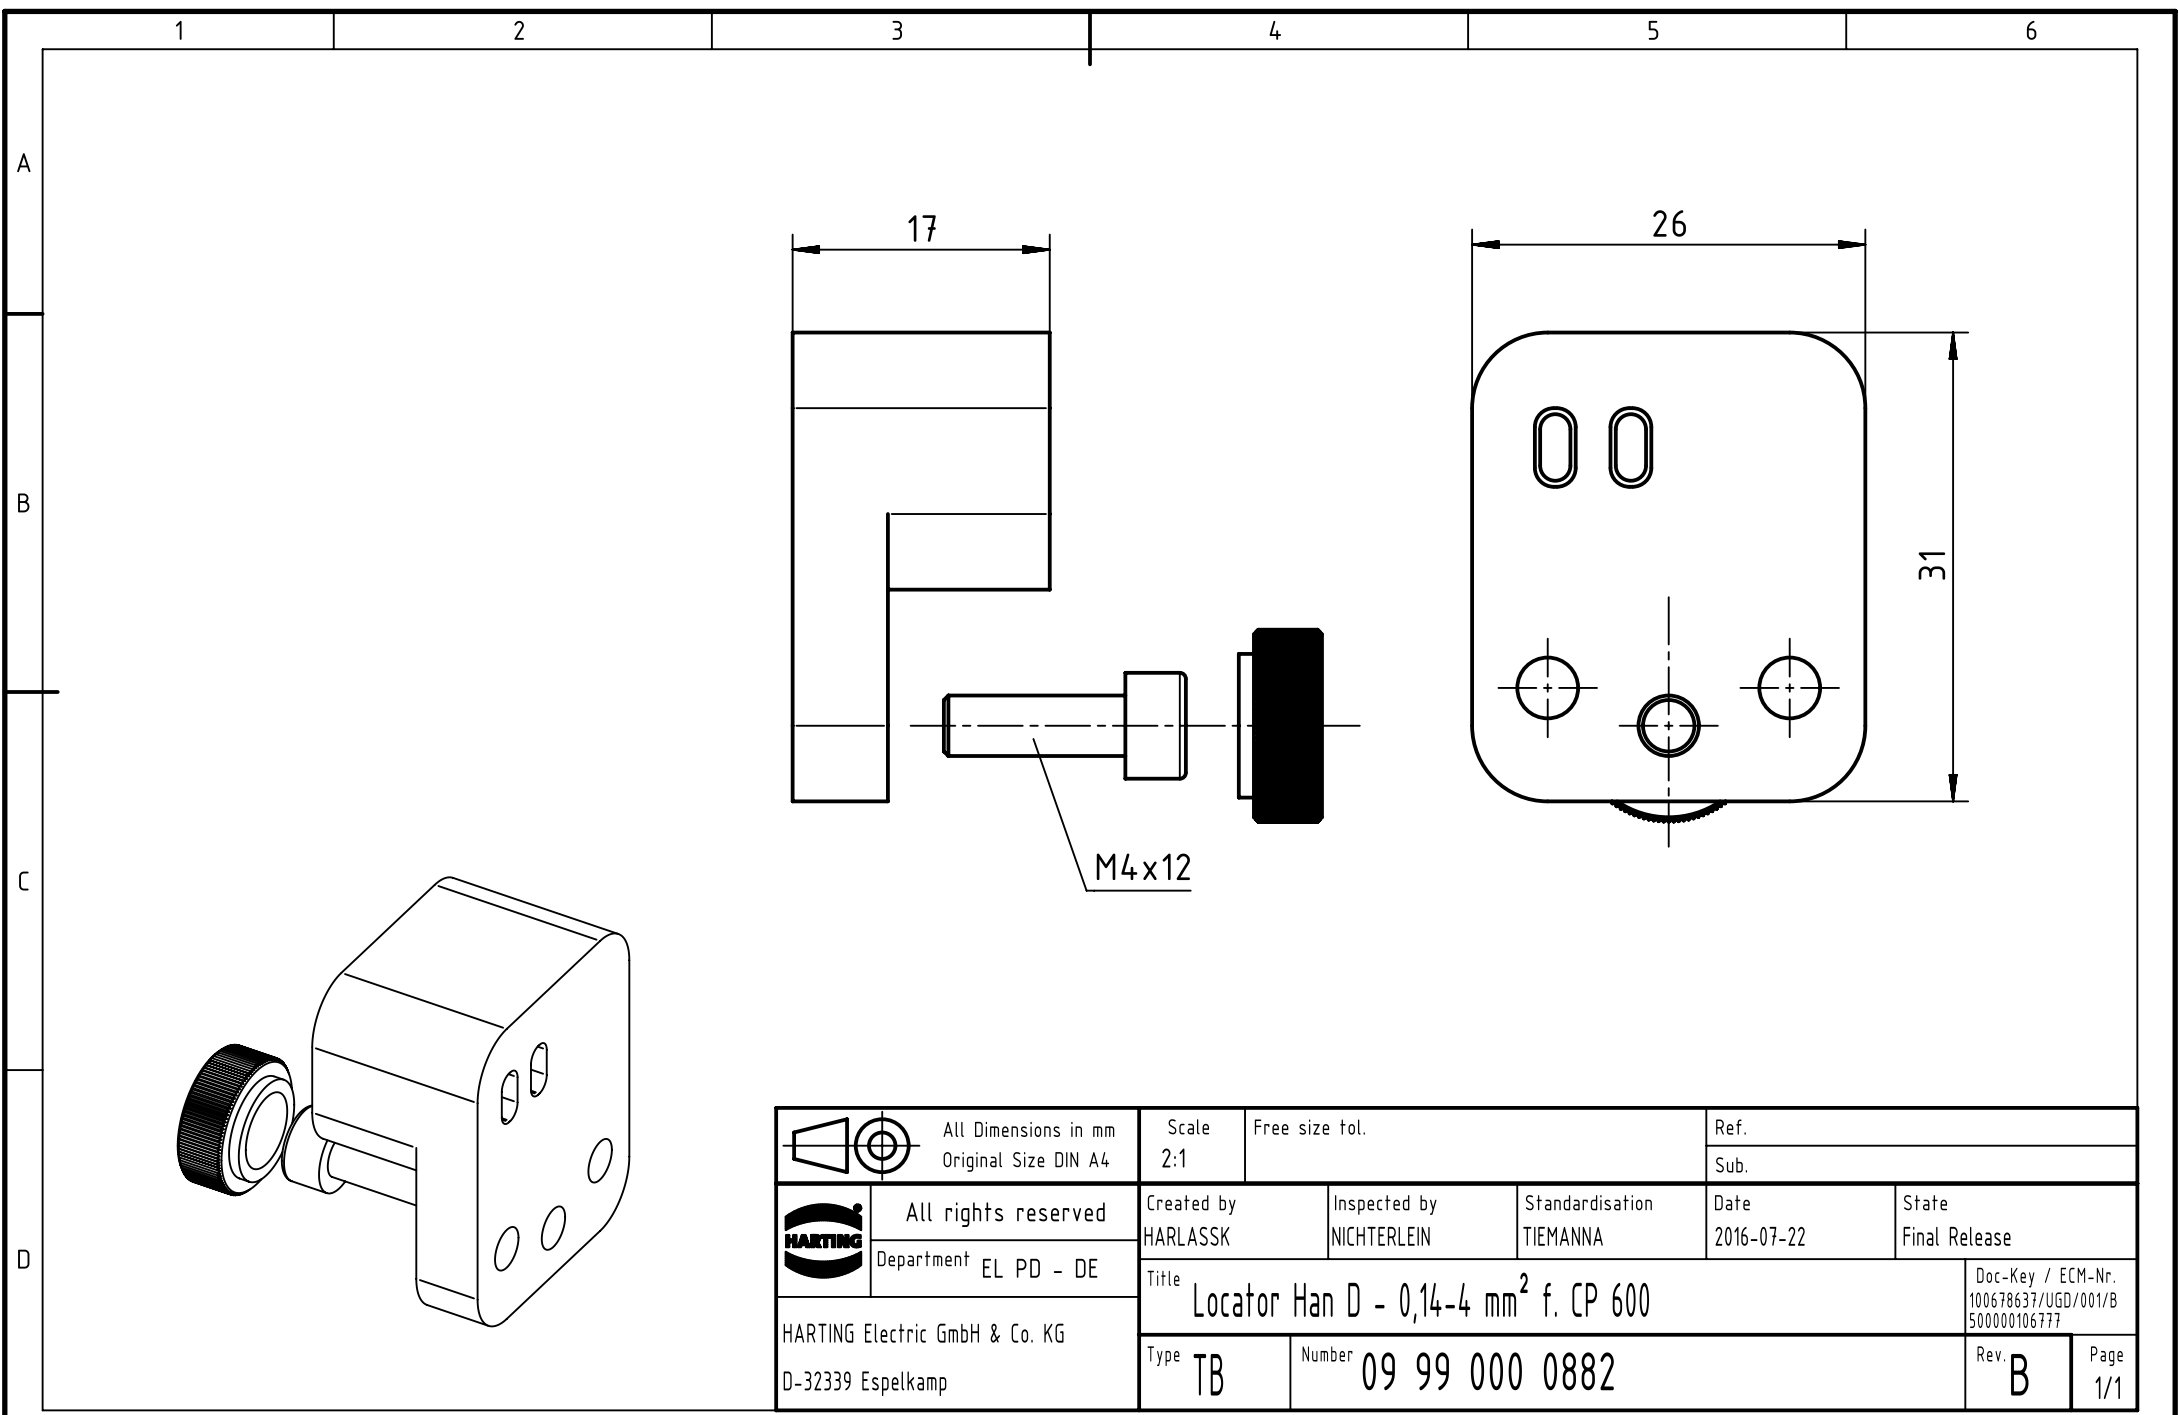 1 2 3 4 5 6
A
B
C
D
17
26
31
M4x12
All Dimensions in mm
Original Size DIN A4
Scale
2:1
Free size tol.
Ref.
Sub.
HARTING
All rights reserved
Department EL PD - DE
Created by
HARLASSK
Inspected by
NICHTERLEIN
Standardisation
TIEMANNA
Date
2016-07-22
State
Final Release
HARTING Electric GmbH & Co. KG
D-32339 Espelkamp
Title Locator Han D - 0,14-4 mm² f. CP 600
Doc-Key / ECM-Nr.
100678637/UGD/001/B
500000106777
Type TB
Number 09 99 000 0882
Rev. B
Page
1/1